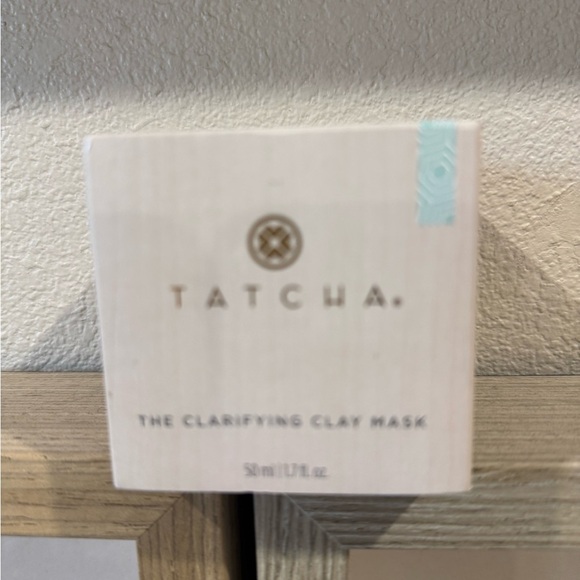 TATCHA®
THE CLARIFYING CLAY MASK
50 ml | 1.7 fl. oz.